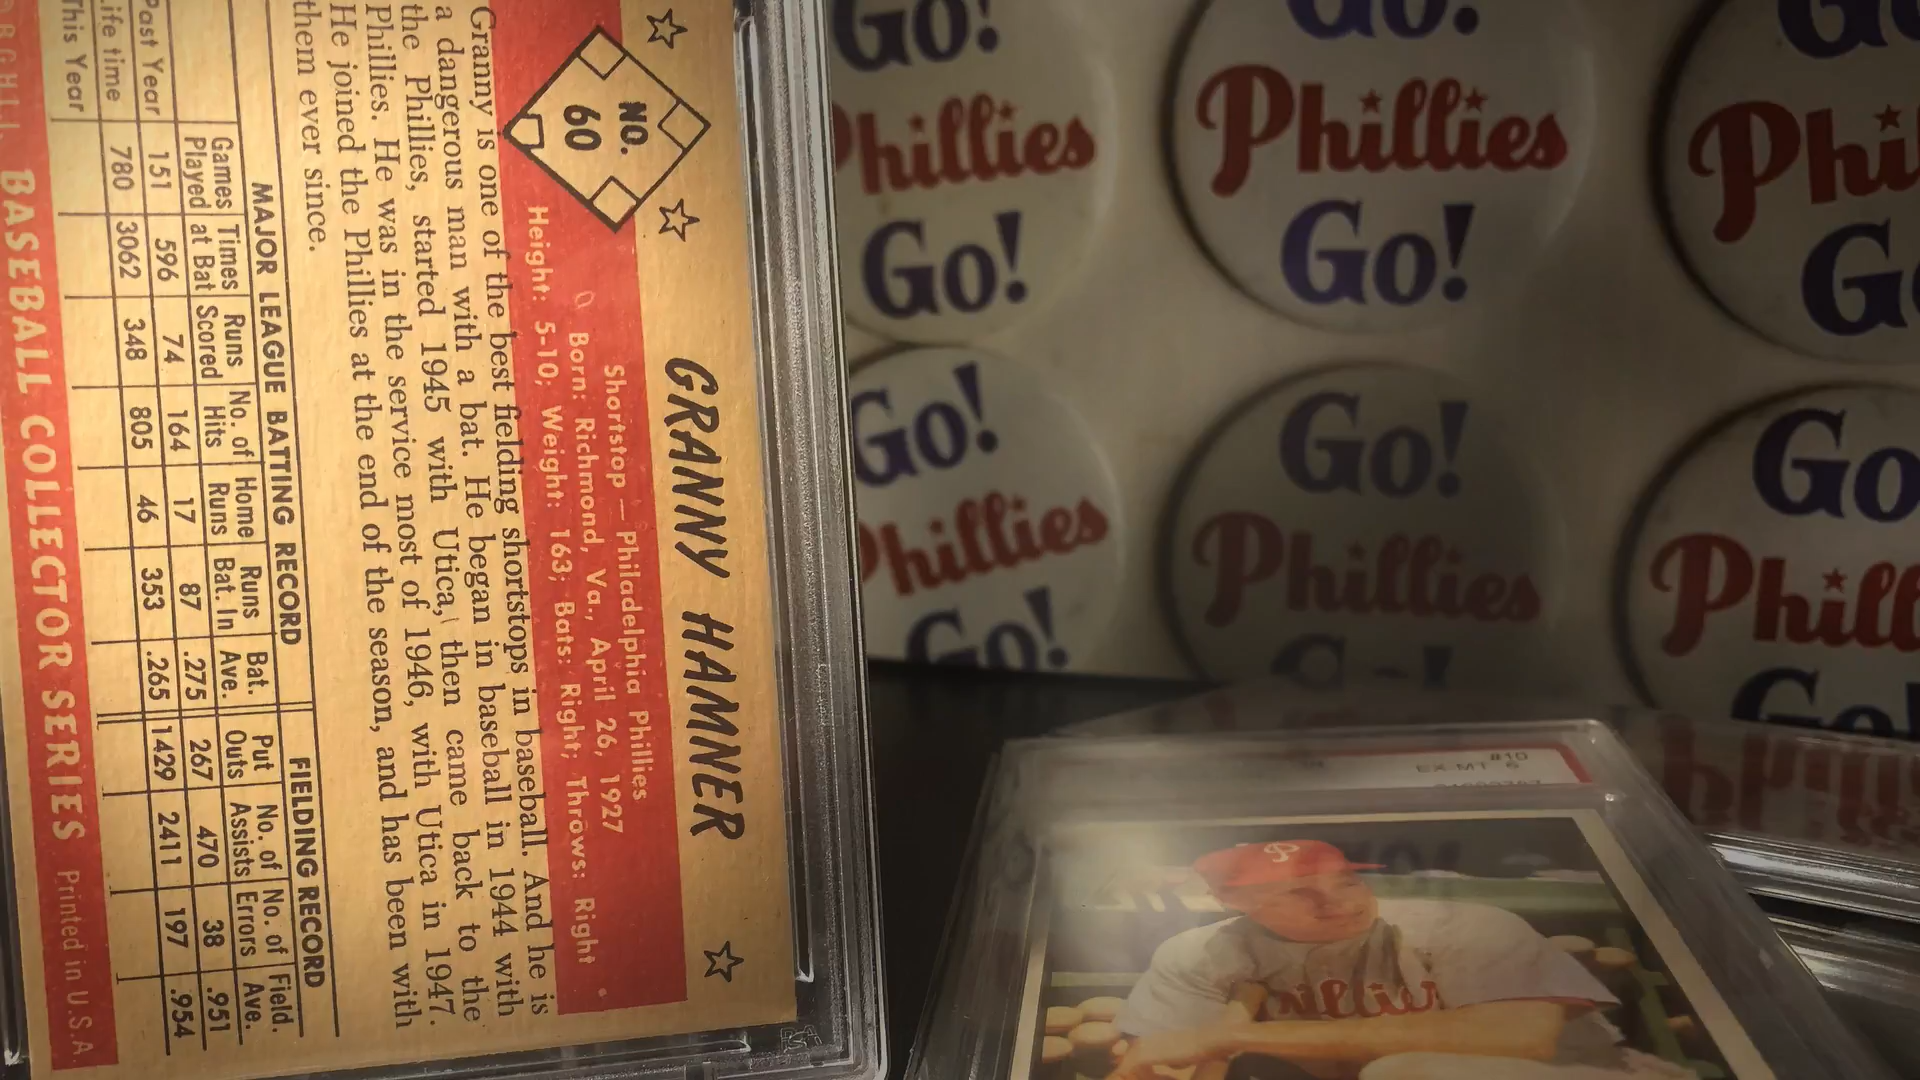 GRANNY HAMNER
NO.
60
Shortstop — Philadelphia Phillies
Born: Richmond, Va., April 26, 1927
Height: 5-10; Weight: 163; Bats: Right; Throws: Right
Granny is one of the best fielding shortstops in baseball. And he is
a dangerous man with a bat. He began in baseball in 1944 with
the Phillies, started 1945 with Utica, then came back to the
Phillies. He was in the service most of 1946, with Utica in 1947.
He joined the Phillies at the end of the season, and has been with
them ever since.
MAJOR LEAGUE BATTING RECORD FIELDING RECORD
Games Played Times at Bat Runs Scored No. of Hits Home Runs Runs Bat. In Bat. Ave. Put Outs No. of Assists No. of Errors Field. Ave.
Past Year 151 596 74 164 17 87 .275 267 470 38 .951
Life time 780 3062 348 805 46 353 .265 1429 2411 197 .954
This Year
BASEBALL COLLECTOR SERIES Printed in U.S.A.
Go!
Phillies
Go!
Go!
Phillies
Go!
Go!
Phillies
Go!
Go!
Phillies
Go!
#10
EX-MT 6